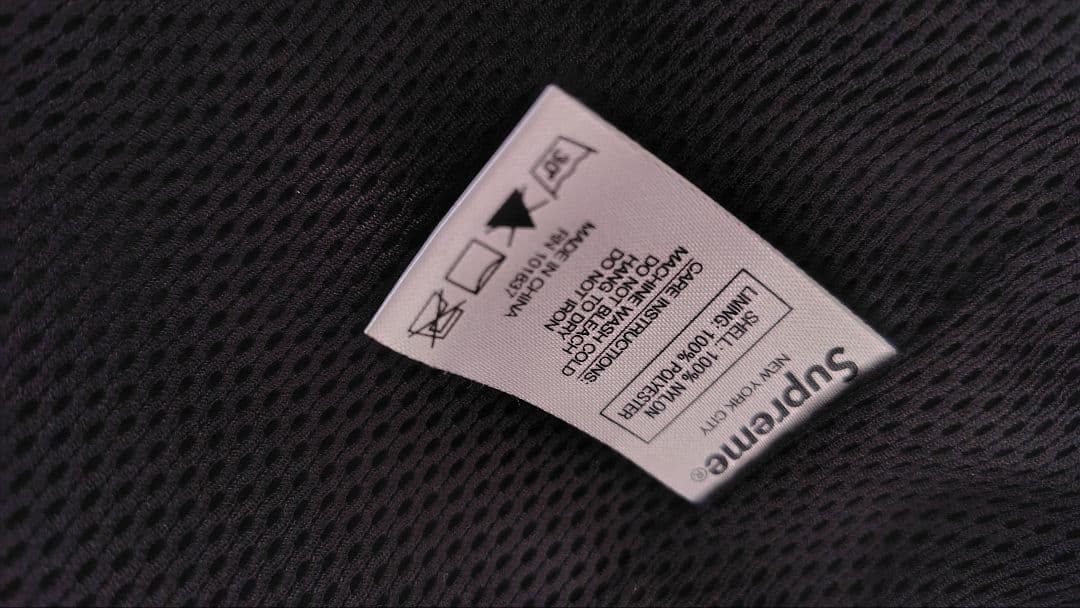 Supreme®
NEW YORK CITY
SHELL: 100% NYLON
LINING: 100% POLYESTER
CARE INSTRUCTIONS:
MACHINE WASH COLD
DO NOT BLEACH
HANG TO DRY
DO NOT IRON
RN 101837
MADE IN CHINA
30°